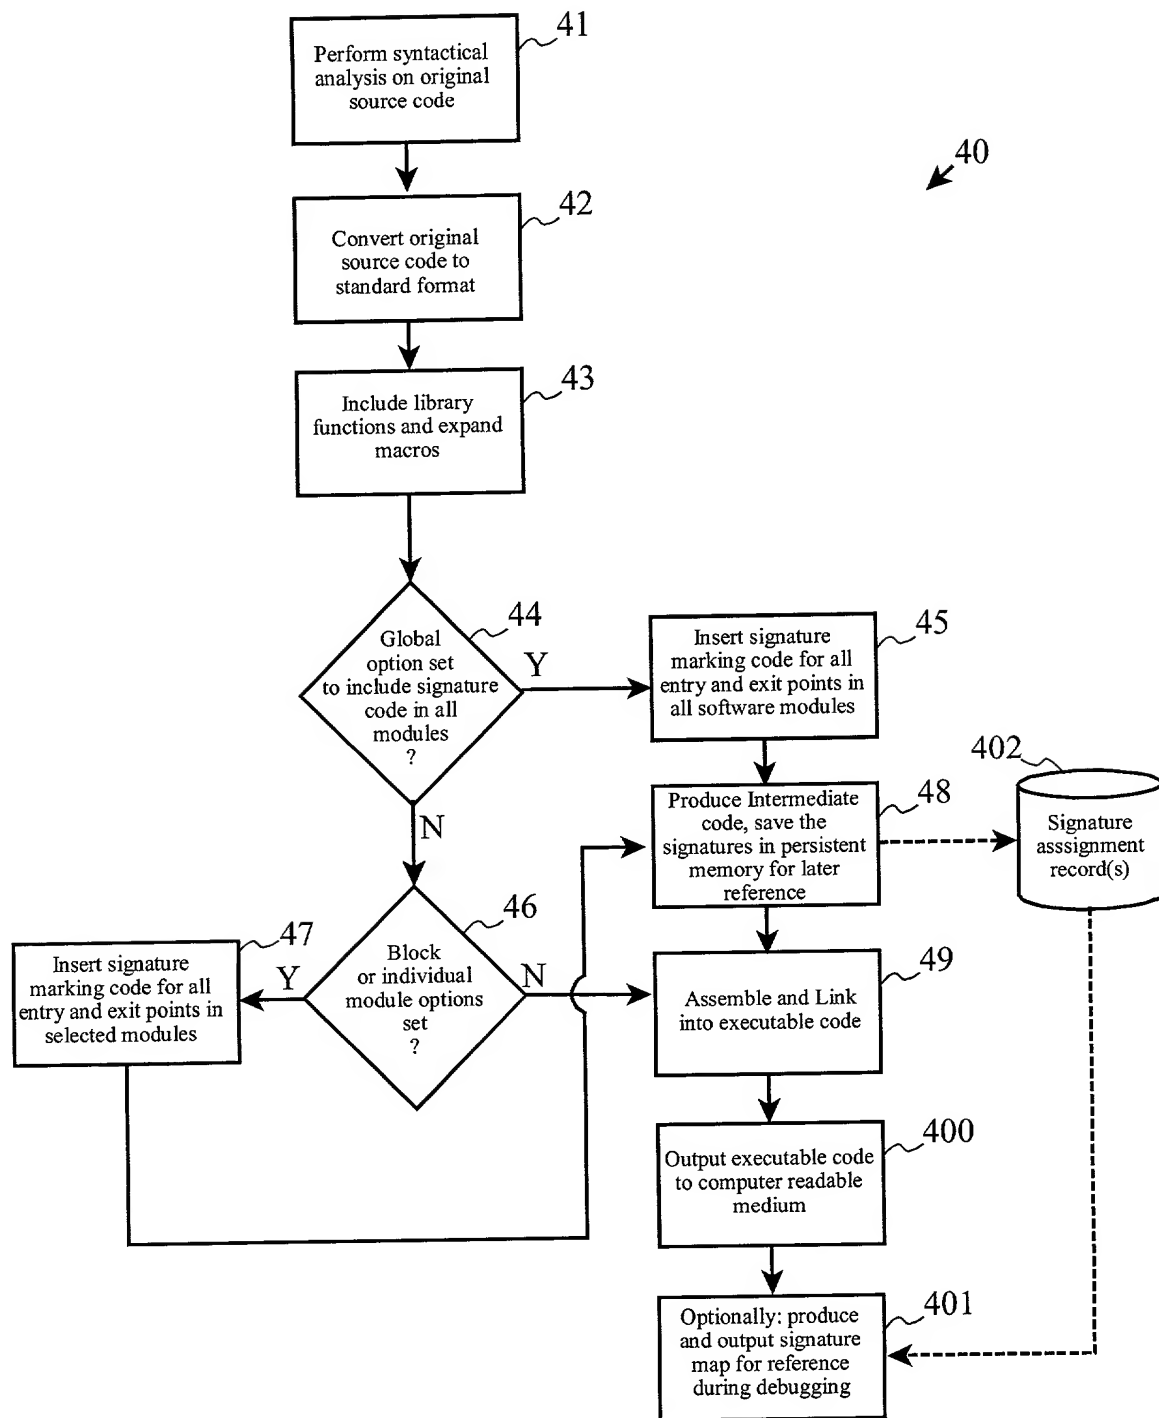 41
Perform syntactical
analysis on original
source code
40
42
Convert original
source code to
standard format
43
Include library
functions and expand
macros
44
Global
option set
to include signature
code in all
modules
?
Y
N
45
Insert signature
marking code for all
entry and exit points in
all software modules
402
Signature
asssignment
record(s)
48
Produce Intermediate
code, save the
signatures in persistent
memory for later
reference
46
Block
or individual
module options
set
?
Y
N
47
Insert signature
marking code for all
entry and exit points in
selected modules
49
Assemble and Link
into executable code
400
Output executable code
to computer readable
medium
401
Optionally: produce
and output signature
map for reference
during debugging